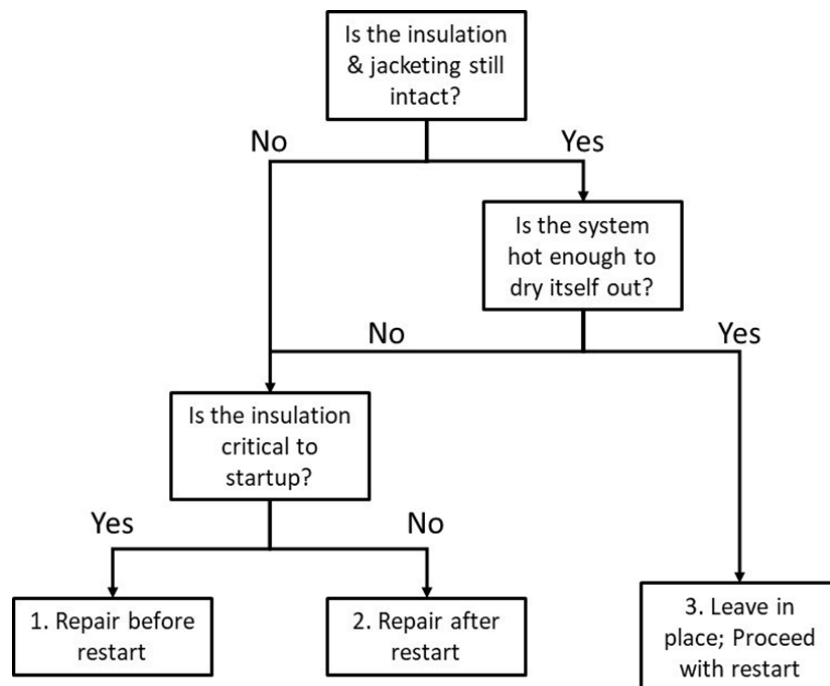 Is the insulation
& jacketing still
intact?
No
Yes
Is the system
hot enough to
dry itself out?
No
Yes
Is the insulation
critical to
startup?
Yes
No
1. Repair before
restart
2. Repair after
restart
3. Leave in
place; Proceed
with restart